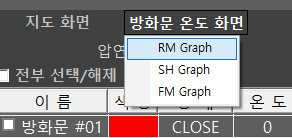 지도 화면 방화문 온도 화면
압연
RM Graph
전부 선택/해제 SH Graph
FM Graph
이 름 온 도
방화문 #01 CLOSE 0